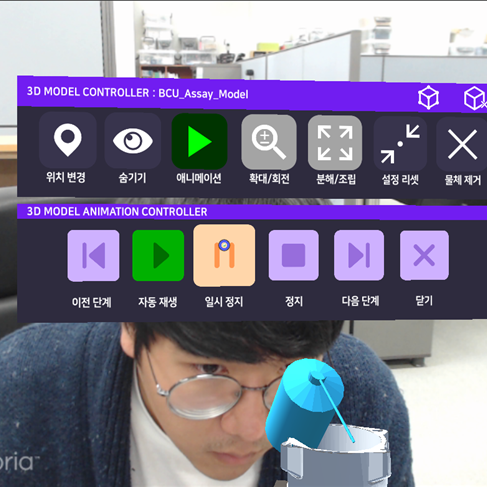 3D MODEL CONTROLLER : BCU_Assay_Model
위치 변경
숨기기
애니메이션
확대/회전
분해/조립
설정 리셋
물체 제거
3D MODEL ANIMATION CONTROLLER
이전 단계
자동 재생
일시 정지
정지
다음 단계
닫기